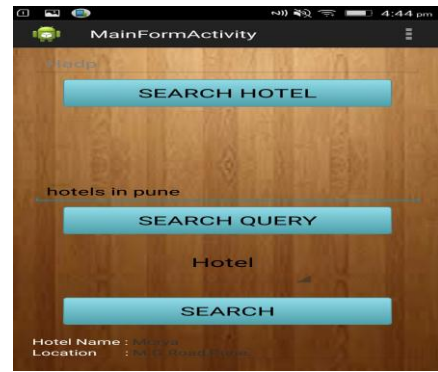 4:44 pm
MainFormActivity
SEARCH HOTEL
hotels in pune
SEARCH QUERY
Hotel
SEARCH
Hotel Name :
Location :